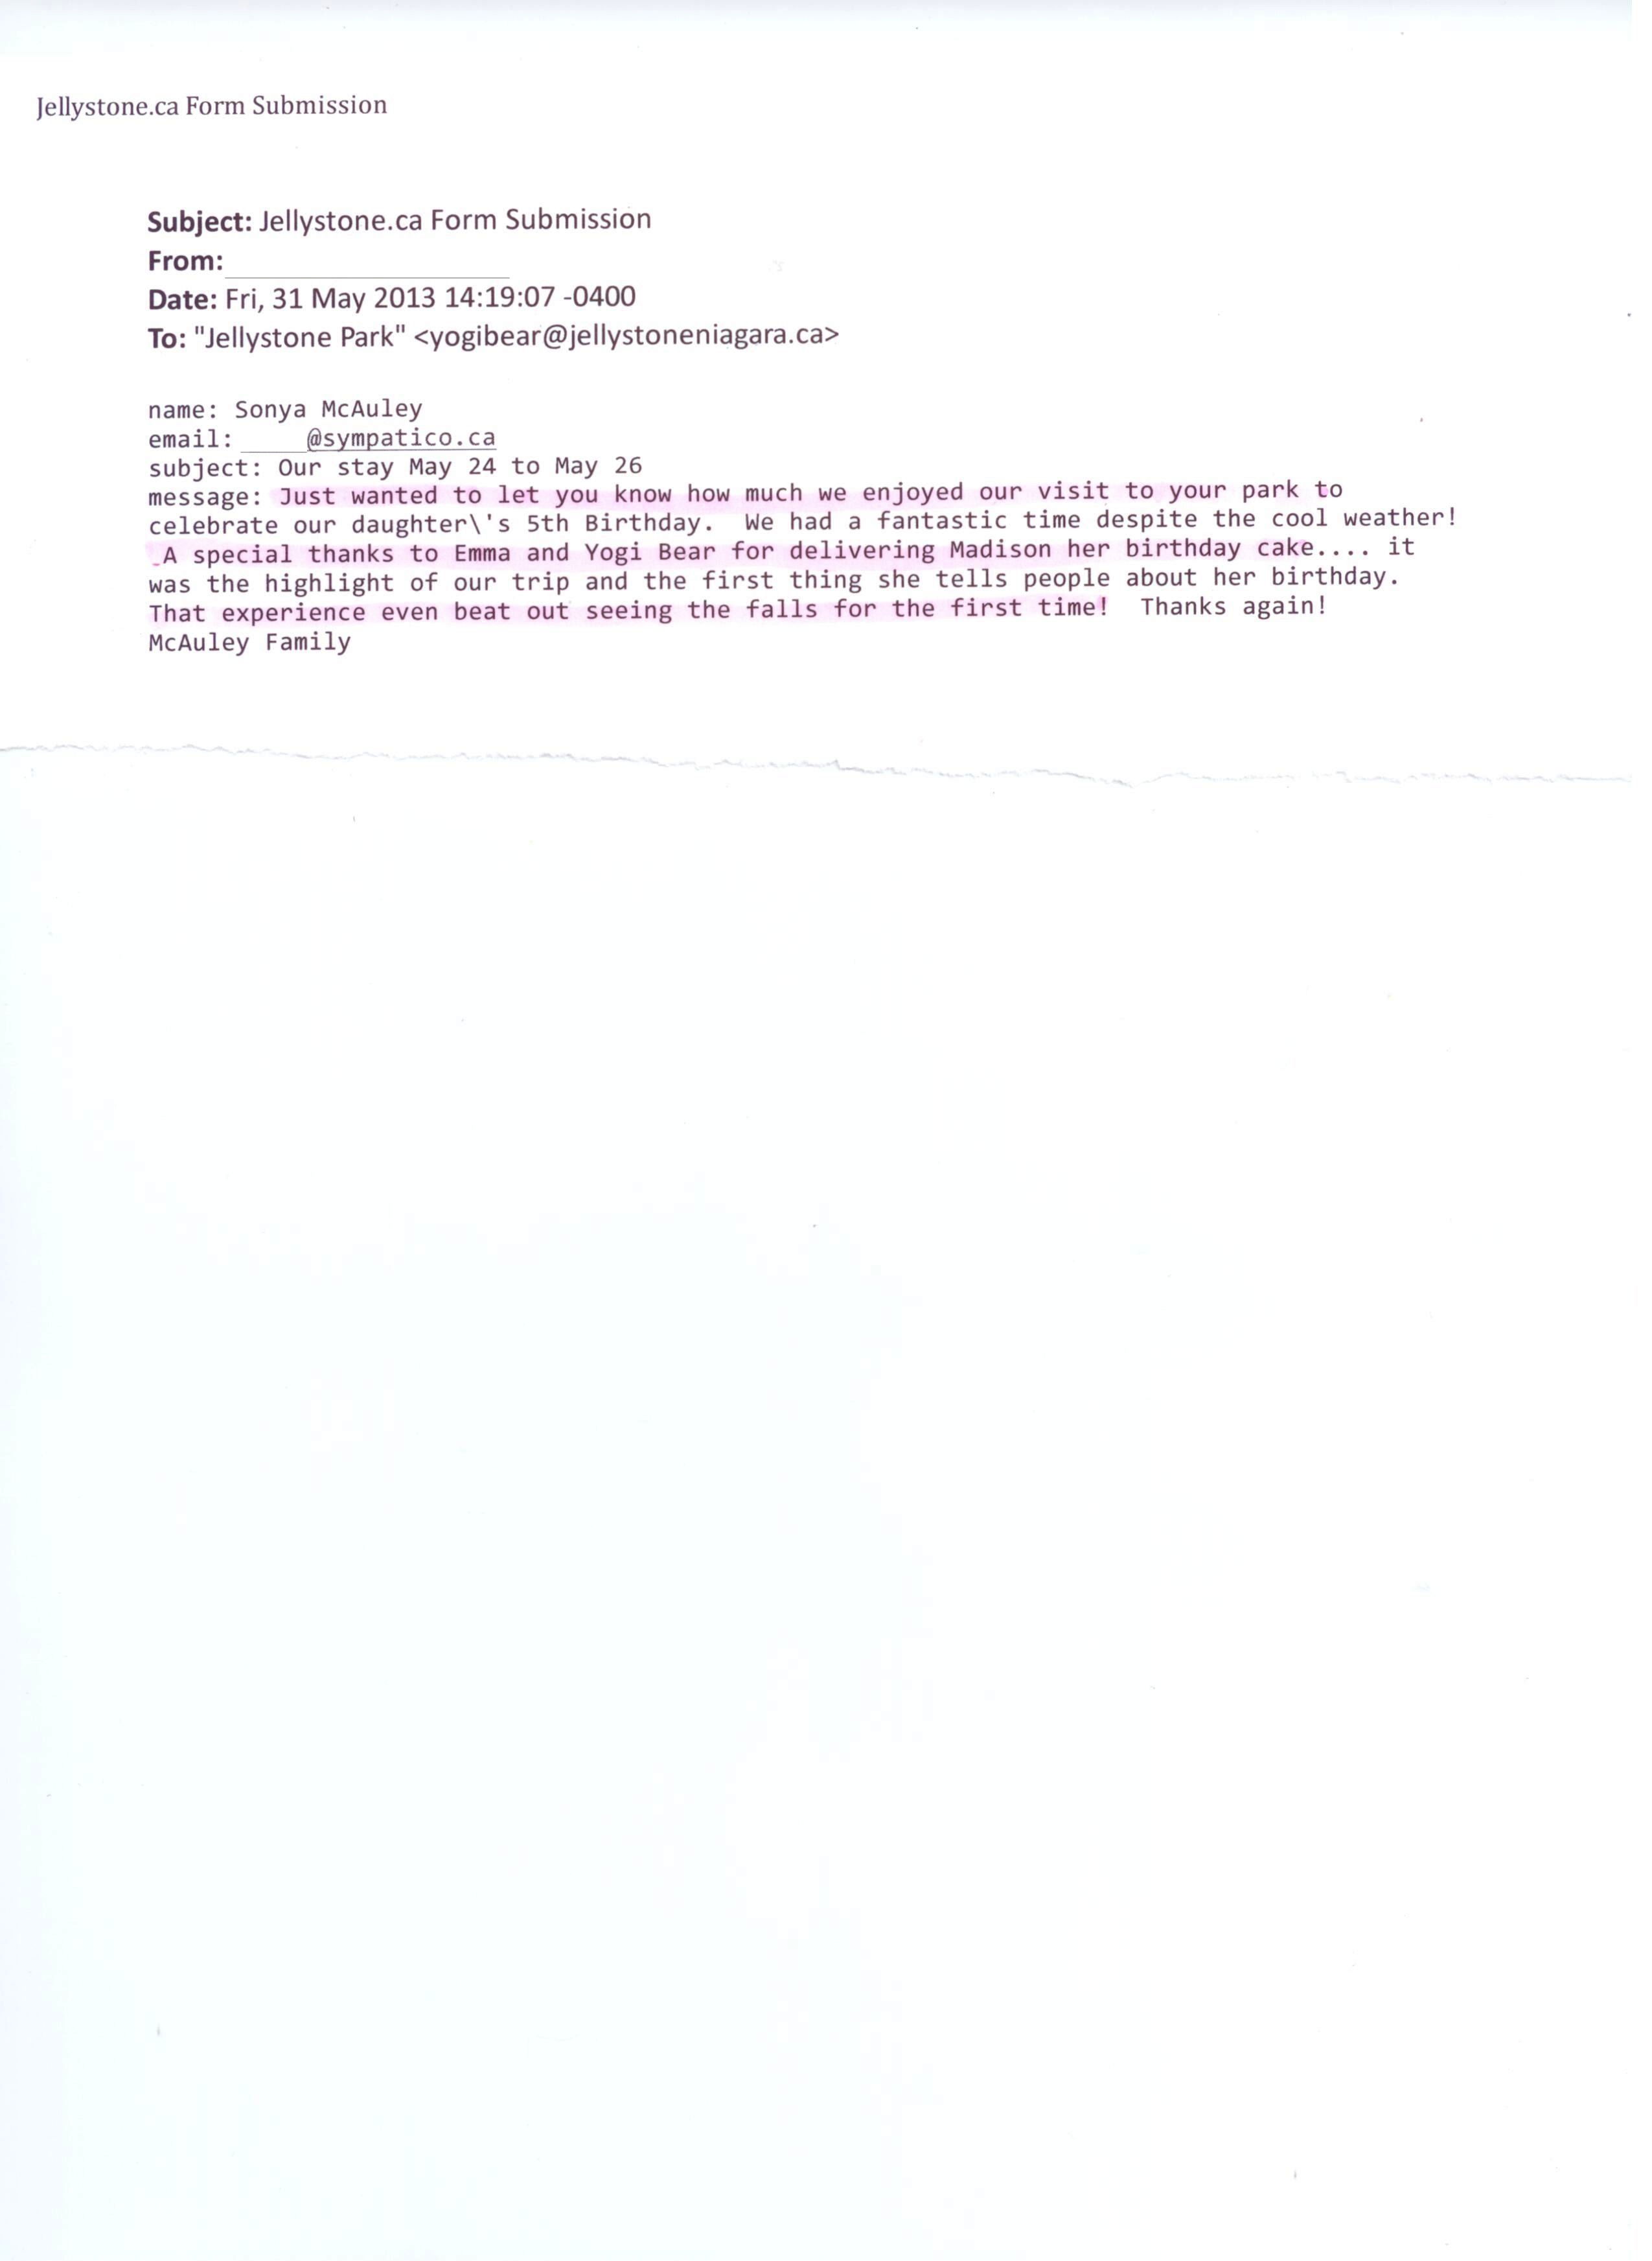 Jellystone.ca Form Submission
Subject: Jellystone.ca Form Submission
From:
Date: Fri, 31 May 2013 14:19:07 -0400
To: "Jellystone Park" <yogibear@jellystoneniagara.ca>
name: Sonya McAuley
email: @sympatico.ca
subject: Our stay May 24 to May 26
message: Just wanted to let you know how much we enjoyed our visit to your park to
celebrate our daughter\'s 5th Birthday.  We had a fantastic time despite the cool weather!
A special thanks to Emma and Yogi Bear for delivering Madison her birthday cake.... it
was the highlight of our trip and the first thing she tells people about her birthday.
That experience even beat out seeing the falls for the first time!  Thanks again!
McAuley Family